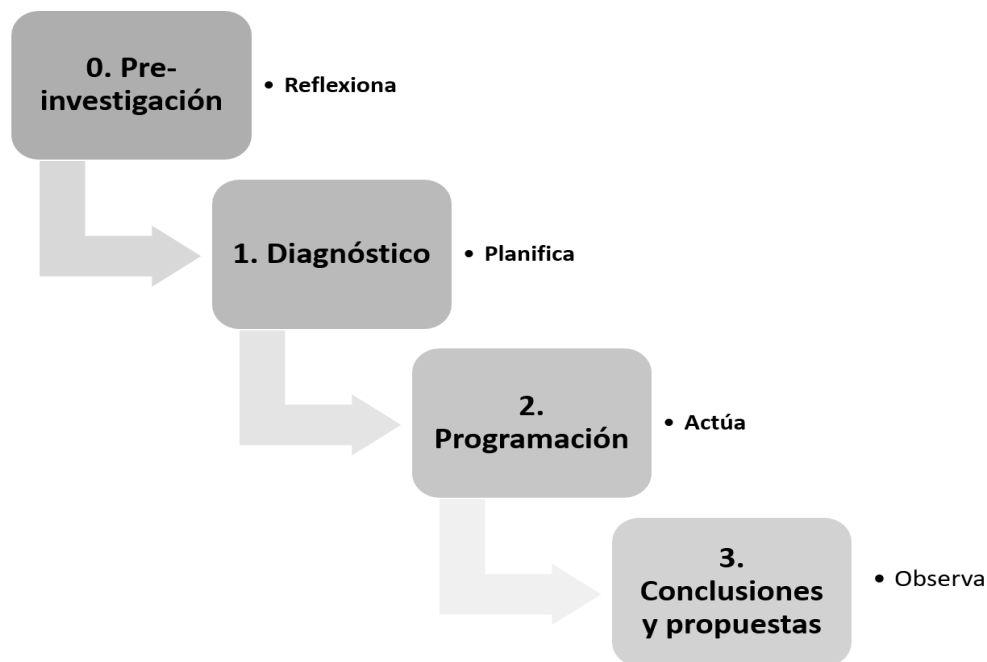 0. Pre-
investigación
• Reflexiona
1. Diagnóstico
• Planifica
2.
Programación
• Actúa
3.
Conclusiones
y propuestas
• Observa